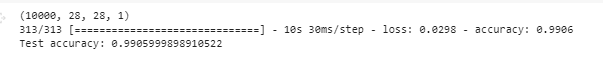 (10000, 28, 28, 1)
313/313 [==============================] - 10s 30ms/step - loss: 0.0298 - accuracy: 0.9906
Test accuracy: 0.9905999898910522